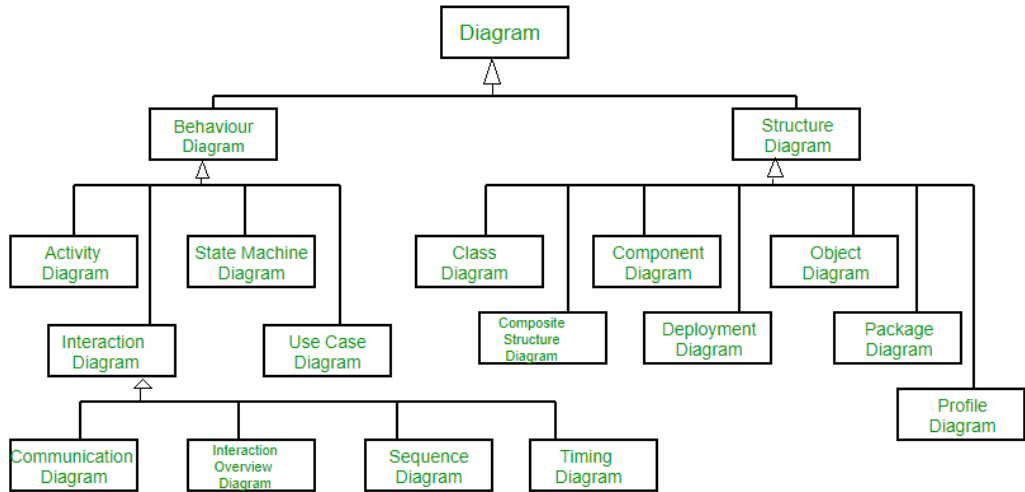 Diagram
Behaviour
Diagram
Structure
Diagram
Activity
Diagram
State Machine
Diagram
Class
Diagram
Component
Diagram
Object
Diagram
Interaction
Diagram
Use Case
Diagram
Composite
Structure
Diagram
Deployment
Diagram
Package
Diagram
Profile
Diagram
Communication
Diagram
Interaction
Overview
Diagram
Sequence
Diagram
Timing
Diagram